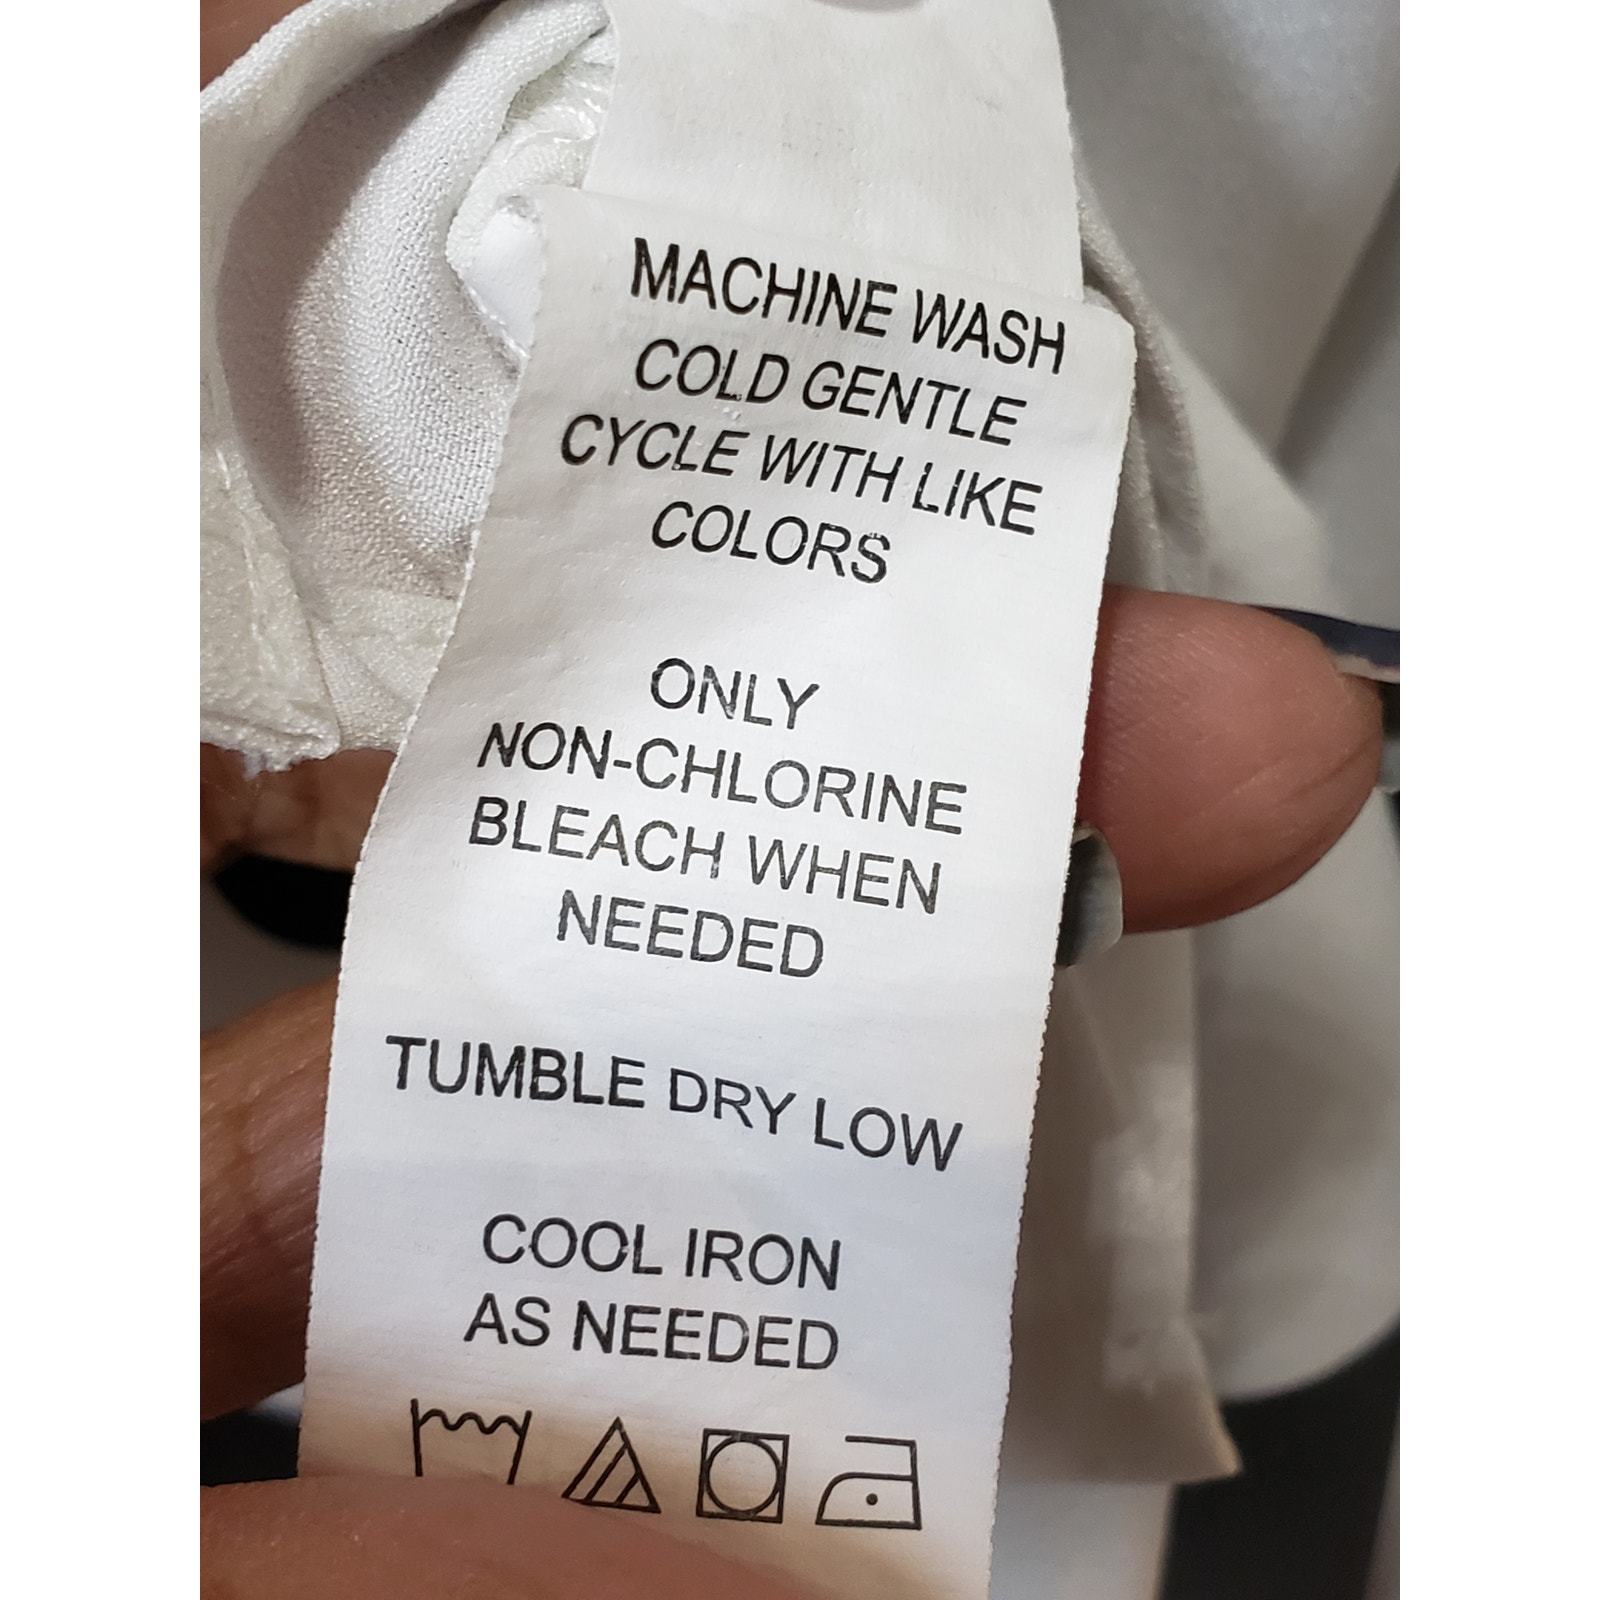 MACHINE WASH
COLD GENTLE
CYCLE WITH LIKE
COLORS
ONLY
NON-CHLORINE
BLEACH WHEN
NEEDED
TUMBLE DRY LOW
COOL IRON
AS NEEDED